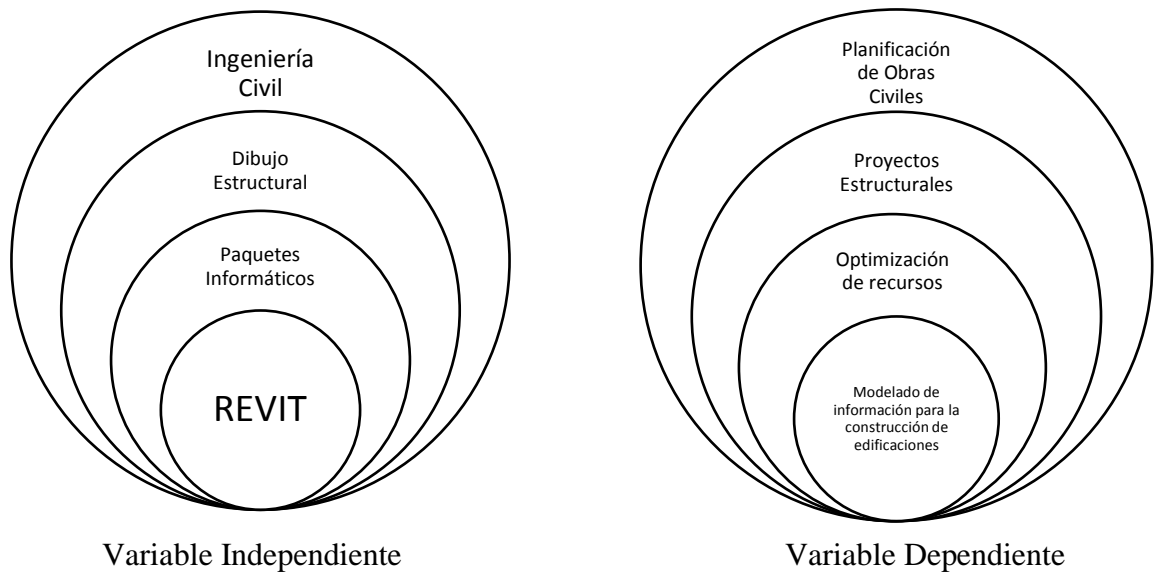 Ingeniería
Civil
Dibujo
Estructural
Paquetes
Informáticos
REVIT
Variable Independiente
Planificación
de Obras
Civiles
Proyectos
Estructurales
Optimización
de recursos
Modelado de
información para la
construcción de
edificaciones
Variable Dependiente